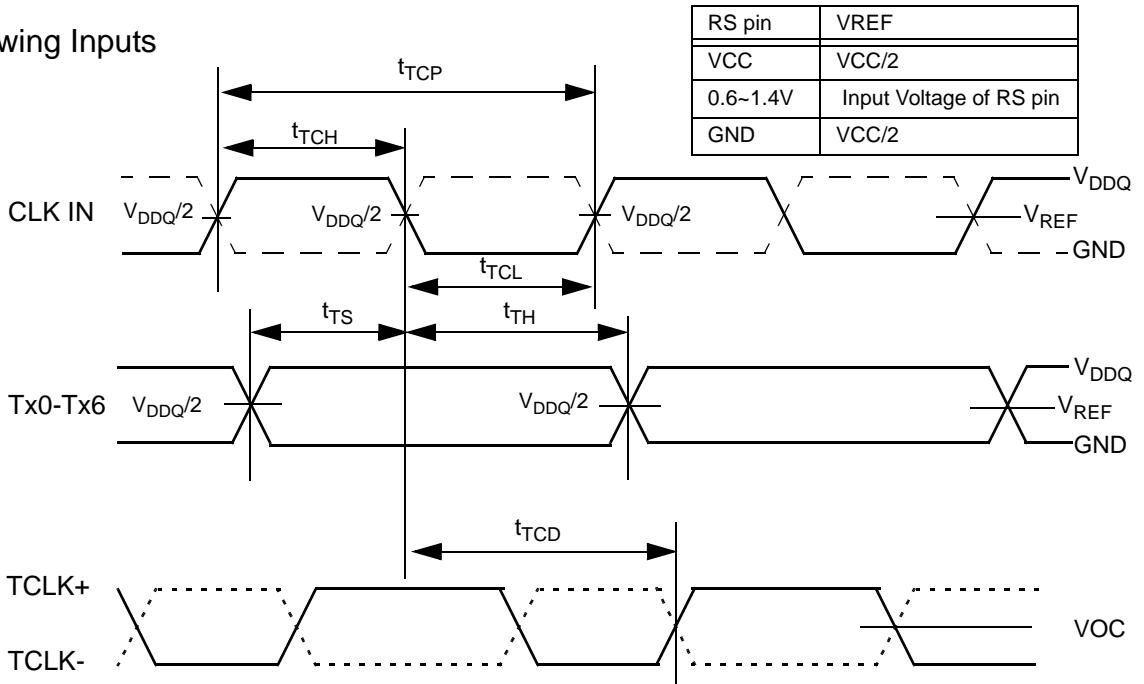 wing Inputs
RS pin VREF
VCC VCC/2
0.6~1.4V Input Voltage of RS pin
GND VCC/2
tTCP
tTCH
CLK IN VDDQ/2 VDDQ/2 VDDQ/2 VDDQ
VREF
GND
tTCL
tTS tTH
Tx0-Tx6 VDDQ/2 VDDQ/2 VDDQ
VREF
GND
tTCD
TCLK+
VOC
TCLK-